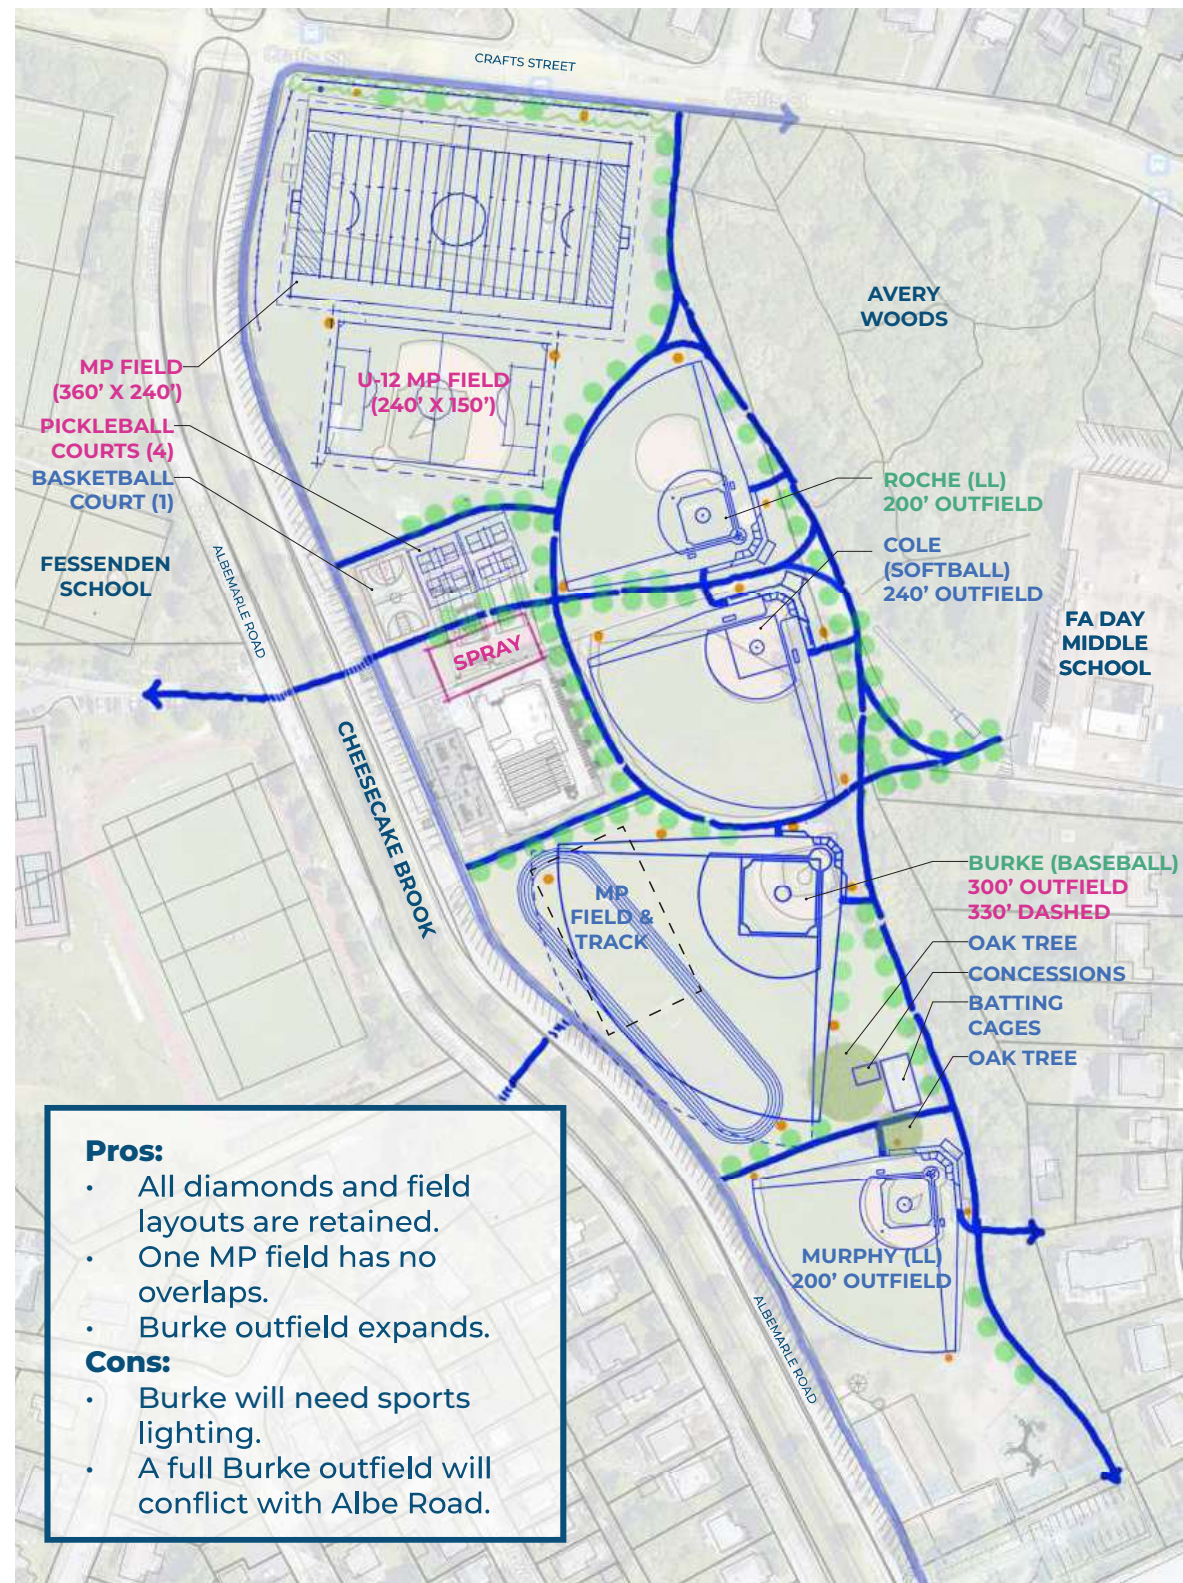 CRAFTS STREET
Crafts St
Crafts St
AVERY
WOODS
MP FIELD
(360' X 240')
U-12 MP FIELD
(240' X 150')
PICKLEBALL
COURTS (4)
BASKETBALL
COURT (1)
ROCHE (LL)
200' OUTFIELD
FESSENDEN
SCHOOL
ALBEMARLE ROAD
COLE
(SOFTBALL)
240' OUTFIELD
FA DAY
MIDDLE
SCHOOL
SPRAY
CHEESECAKE BROOK
BURKE (BASEBALL)
300' OUTFIELD
330' DASHED
MP
FIELD &
TRACK
OAK TREE
CONCESSIONS
BATTING
CAGES
OAK TREE
MURPHY (LL)
200' OUTFIELD
ALBEMARLE ROAD
Pros:
• All diamonds and field
layouts are retained.
• One MP field has no
overlaps.
• Burke outfield expands.
Cons:
• Burke will need sports
lighting.
• A full Burke outfield will
conflict with Albe Road.